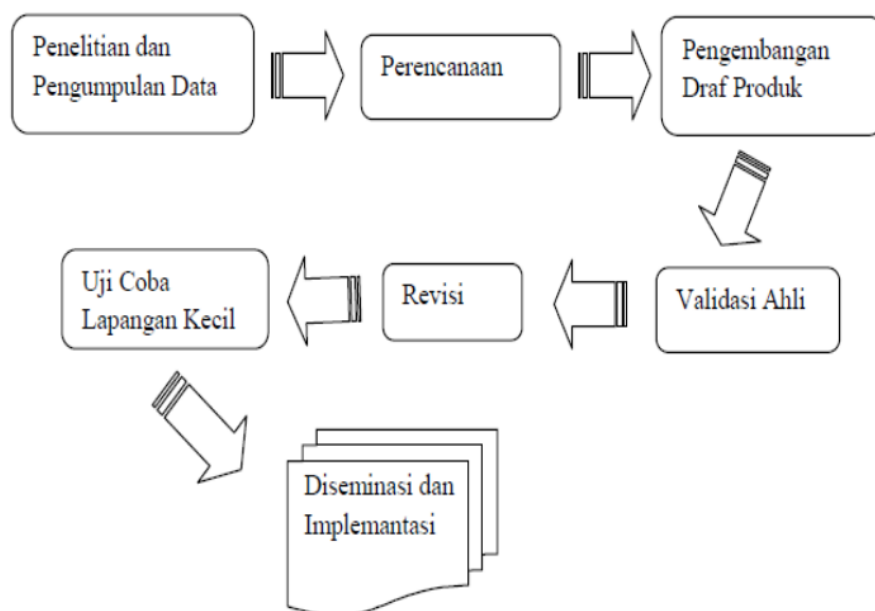 Penelitian dan
Pengumpulan Data
Perencanaan
Pengembangan
Draf Produk
Validasi Ahli
Revisi
Uji Coba
Lapangan Kecil
Diseminasi dan
Implemantasi